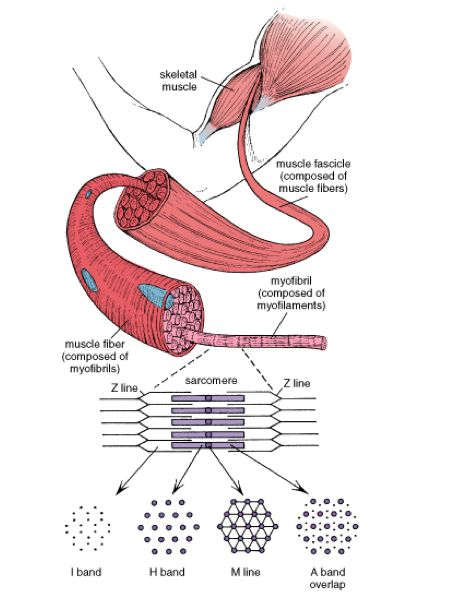 skeletal
muscle
muscle fascicle
(composed of
muscle fibers)
myofibril
(composed of
myofilaments)
muscle fiber
(composed of
myofibrils)
Z line
sarcomere
Z line
I band
H band
M line
A band
overlap